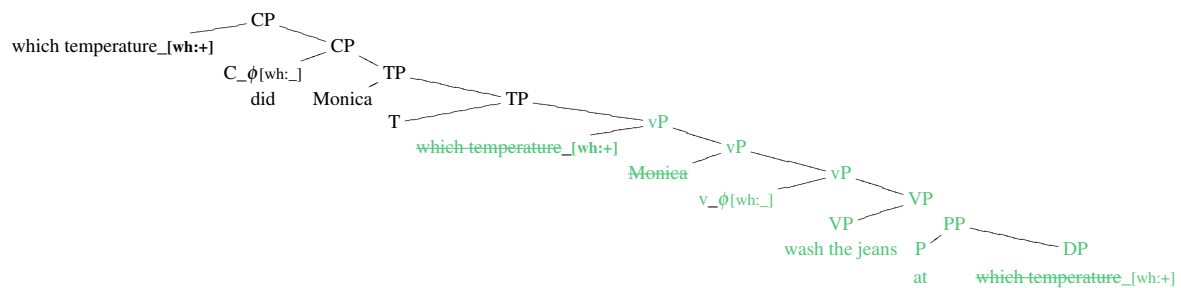 CP
which temperature_[wh:+] CP
C_ϕ[wh:_] TP
did Monica TP
T vP
which temperature_[wh:+] vP
Monica vP
v_ϕ[wh:_] VP
VP PP
wash the jeans P DP
at which temperature_[wh:+]